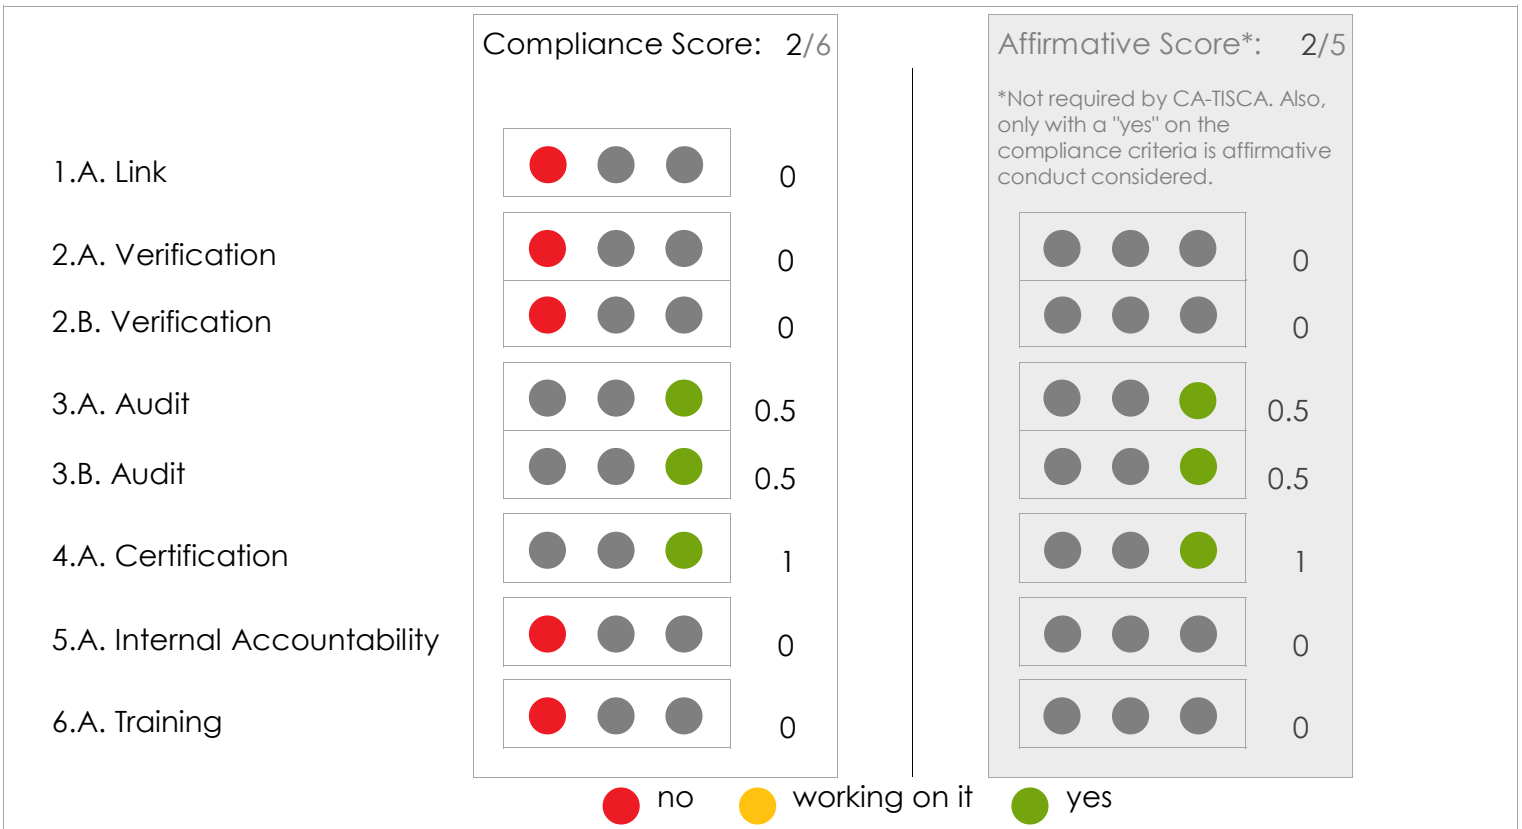 Compliance Score: 2/6
Affirmative Score*: 2/5
*Not required by CA-TISCA. Also,
only with a "yes" on the
compliance criteria is affirmative
conduct considered.
1.A. Link 0
2.A. Verification 0 0
2.B. Verification 0 0
3.A. Audit 0.5 0.5
3.B. Audit 0.5 0.5
4.A. Certification 1 1
5.A. Internal Accountability 0 0
6.A. Training 0 0
no working on it yes